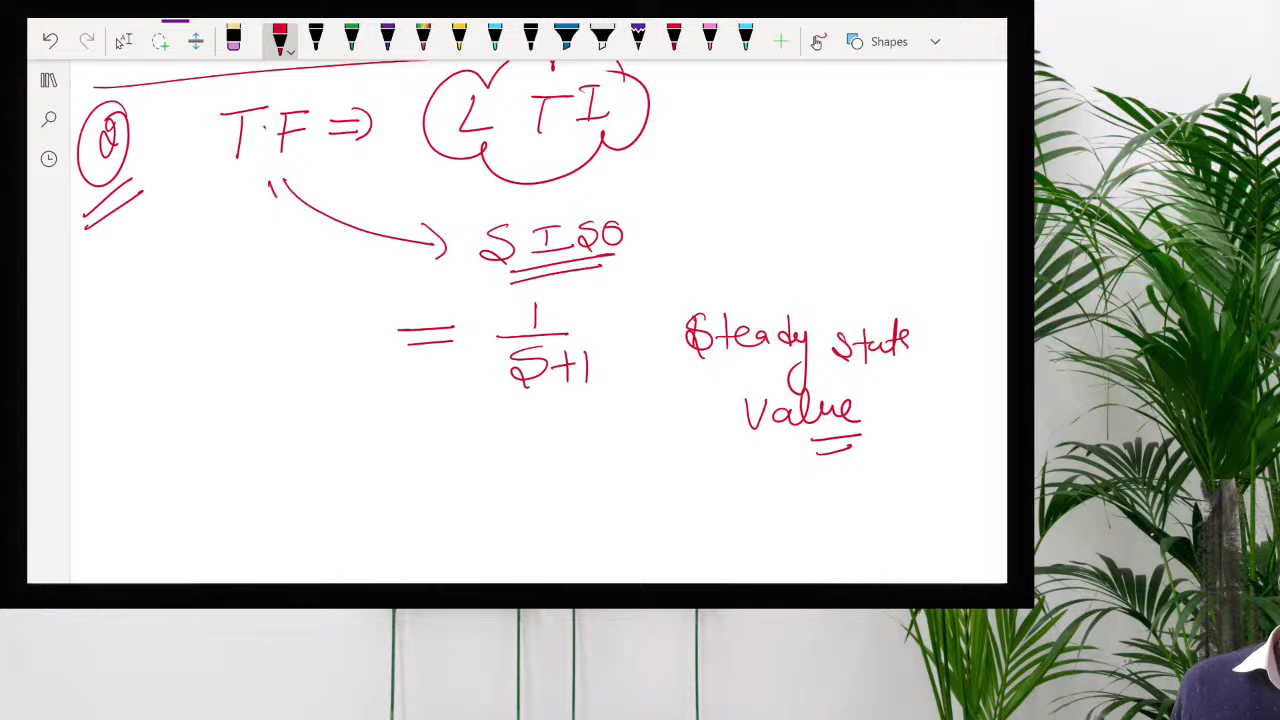 Shapes
Q T.F ⇒ LTI
SISO
= 1/(S+1)
Steady state
value